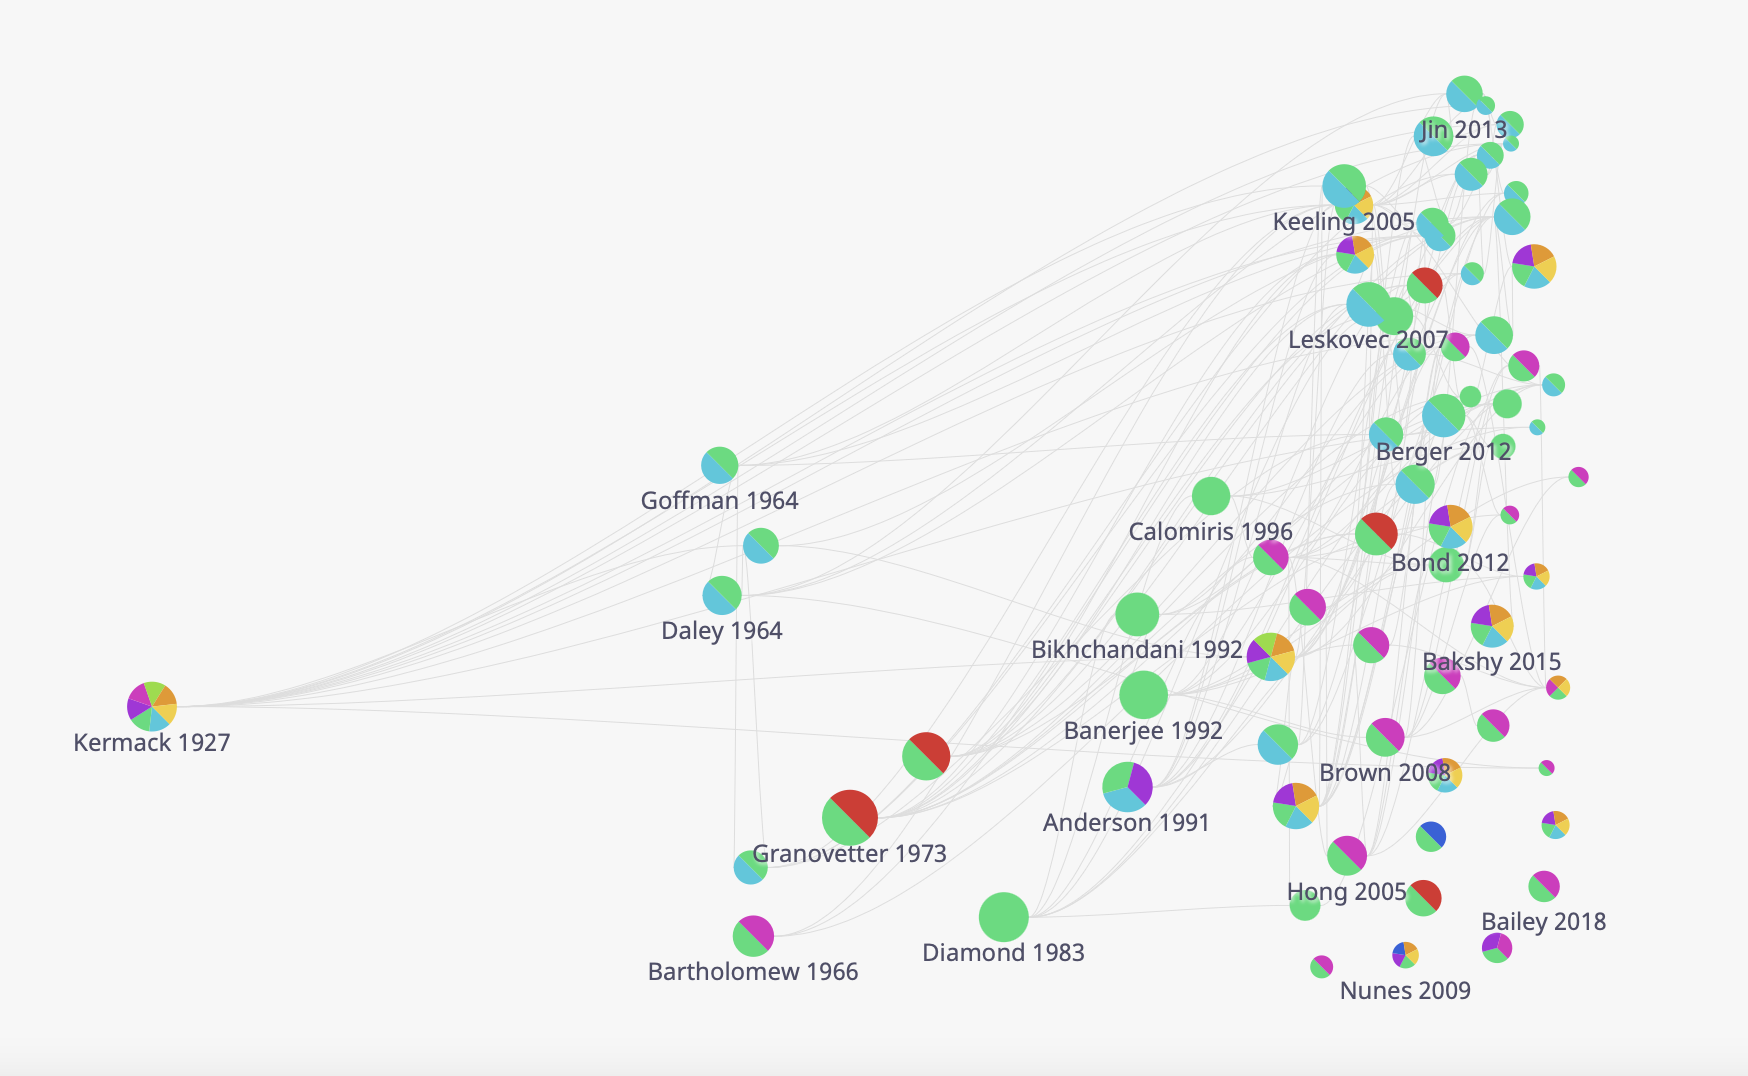 Jin 2013
Keeling 2005
Leskovec 2007
Berger 2012
Goffman 1964
Calomiris 1996
Bond 2012
Daley 1964
Bikhchandani 1992
Bakshy 2015
Banerjee 1992
Kermack 1927
Brown 2008
Anderson 1991
Granovetter 1973
Hong 2005
Bailey 2018
Diamond 1983
Bartholomew 1966
Nunes 2009